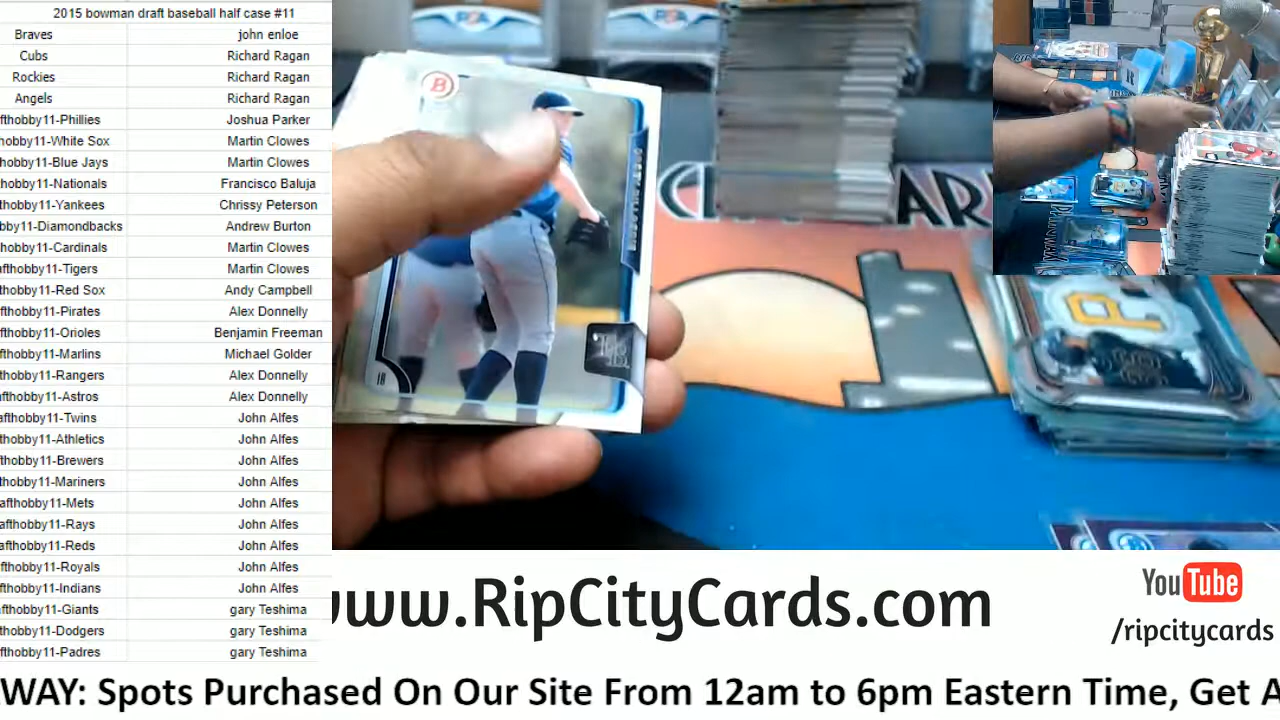 2015 bowman draft baseball half case #11
Braves john enloe
Cubs Richard Ragan
Rockies Richard Ragan
Angels Richard Ragan
fthobby11-Phillies Joshua Parker
hobby11-White Sox Martin Clowes
thobby11-Blue Jays Martin Clowes
thobby11-Nationals Francisco Baluja
thobby11-Yankees Chrissy Peterson
bby11-Diamondbacks Andrew Burton
thobby11-Cardinals Martin Clowes
afthobby11-Tigers Martin Clowes
thobby11-Red Sox Andy Campbell
afthobby11-Pirates Alex Donnelly
fthobby11-Orioles Benjamin Freeman
fthobby11-Marlins Michael Golder
fthobby11-Rangers Alex Donnelly
afthobby11-Astros Alex Donnelly
afthobby11-Twins John Alfes
fthobby11-Athletics John Alfes
fthobby11-Brewers John Alfes
thobby11-Mariners John Alfes
afthobby11-Mets John Alfes
afthobby11-Rays John Alfes
afthobby11-Reds John Alfes
fthobby11-Royals John Alfes
fthobby11-Indians John Alfes
fthobby11-Giants gary Teshima
thobby11-Dodgers gary Teshima
fthobby11-Padres gary Teshima
B
P
www.RipCityCards.com
YouTube
/ripcitycards
WAY: Spots Purchased On Our Site From 12am to 6pm Eastern Time, Get A